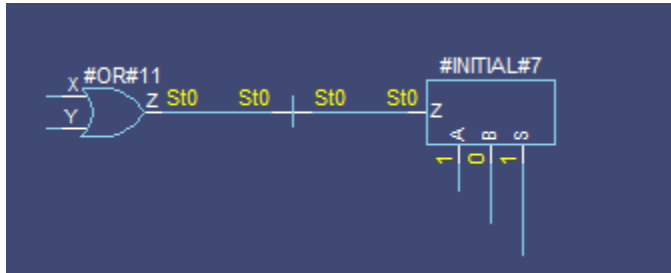 #OR#11
X
Y
Z St0 St0 St0 St0
#INITIAL#7
Z
A B S
1 0 1